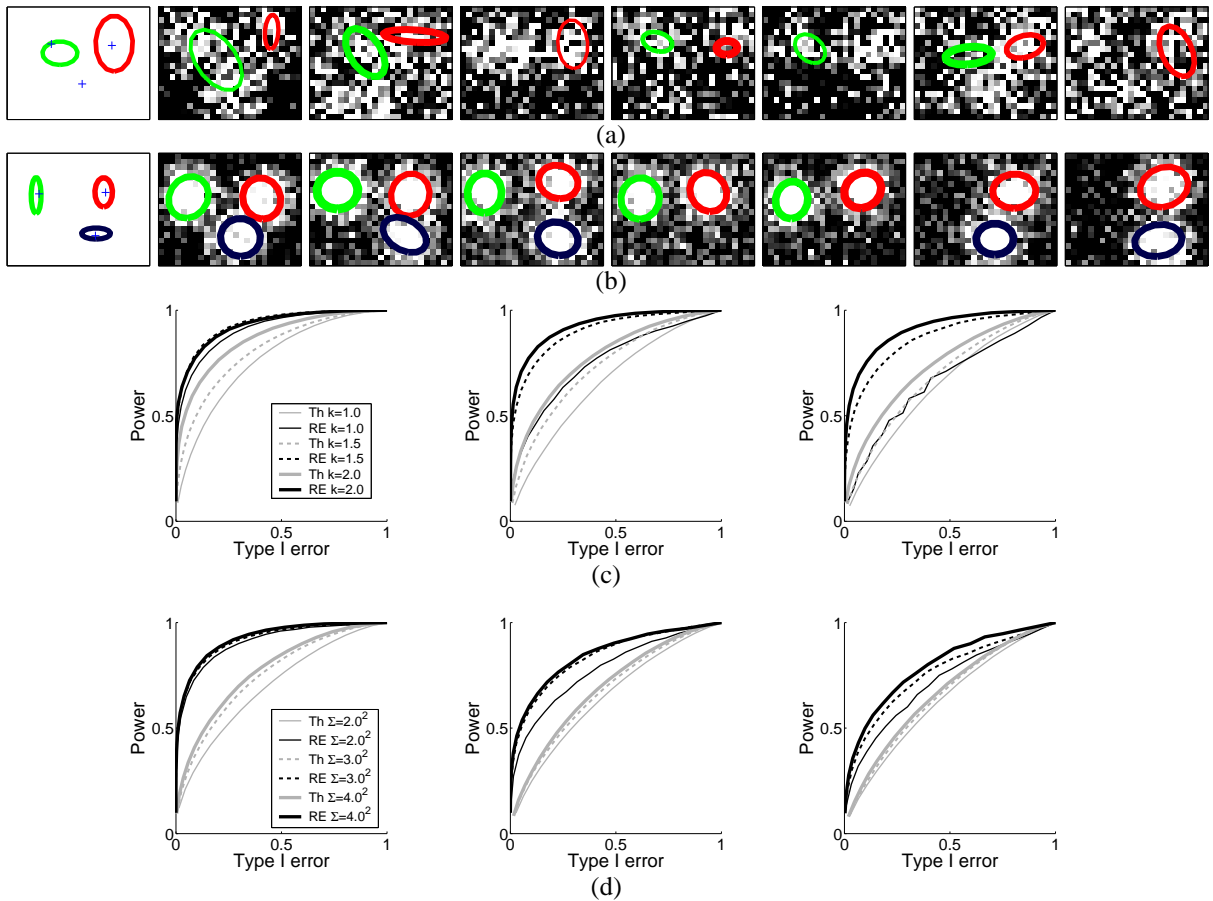 (a)
(b)
1
0.5
0
0
0.5
1
Power
Type I error
Th k=1.0
RE k=1.0
Th k=1.5
RE k=1.5
Th k=2.0
RE k=2.0
1
0.5
0
0
0.5
1
Power
Type I error
1
0.5
0
0
0.5
1
Power
Type I error
(c)
1
0.5
0
0
0.5
1
Power
Type I error
Th Σ=2.0²
RE Σ=2.0²
Th Σ=3.0²
RE Σ=3.0²
Th Σ=4.0²
RE Σ=4.0²
1
0.5
0
0
0.5
1
Power
Type I error
1
0.5
0
0
0.5
1
Power
Type I error
(d)